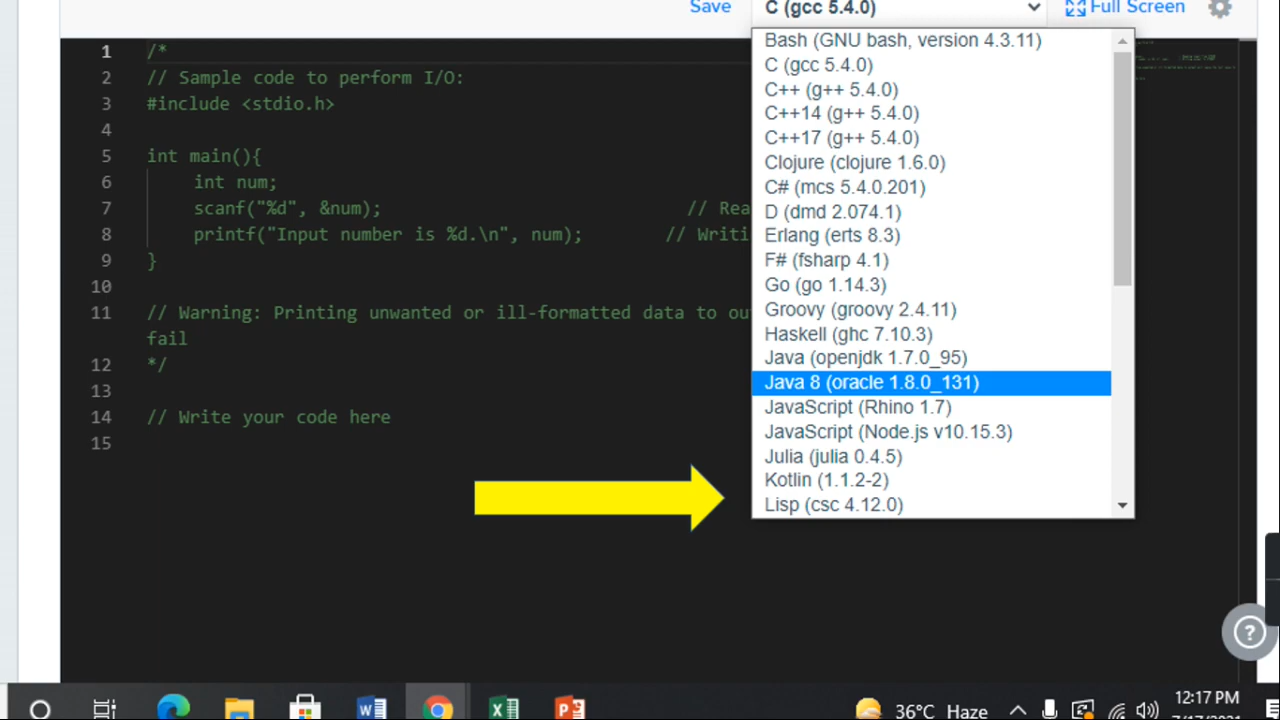 Save
C (gcc 5.4.0)
Full Screen
1 /*
2 // Sample code to perform I/O:
3 #include <stdio.h>
4
5 int main(){
6 int num;
7 scanf("%d", &num); // Rea
8 printf("Input number is %d.\n", num); // Writi
9 }
10
11 // Warning: Printing unwanted or ill-formatted data to ou
fail
12 */
13
14 // Write your code here
15
Bash (GNU bash, version 4.3.11)
C (gcc 5.4.0)
C++ (g++ 5.4.0)
C++14 (g++ 5.4.0)
C++17 (g++ 5.4.0)
Clojure (clojure 1.6.0)
C# (mcs 5.4.0.201)
D (dmd 2.074.1)
Erlang (erts 8.3)
F# (fsharp 4.1)
Go (go 1.14.3)
Groovy (groovy 2.4.11)
Haskell (ghc 7.10.3)
Java (openjdk 1.7.0_95)
Java 8 (oracle 1.8.0_131)
JavaScript (Rhino 1.7)
JavaScript (Node.js v10.15.3)
Julia (julia 0.4.5)
Kotlin (1.1.2-2)
Lisp (csc 4.12.0)
?
36°C Haze
12:17 PM